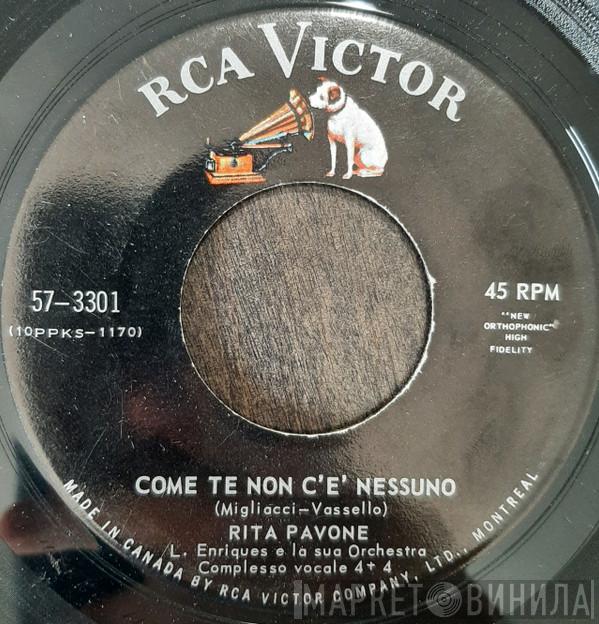 RCA VICTOR
57-3301
(10PPKS-1170)
45 RPM
"NEW
ORTHOPHONIC"
HIGH
FIDELITY
COME TE NON C'E' NESSUNO
(Migliacci-Vassello)
RITA PAVONE
L. Enriques e la sua Orchestra
Complesso vocale 4+4
MADE IN CANADA BY RCA VICTOR COMPANY, LTD., MONTREAL
МАРКЕТ ВИНИЛА